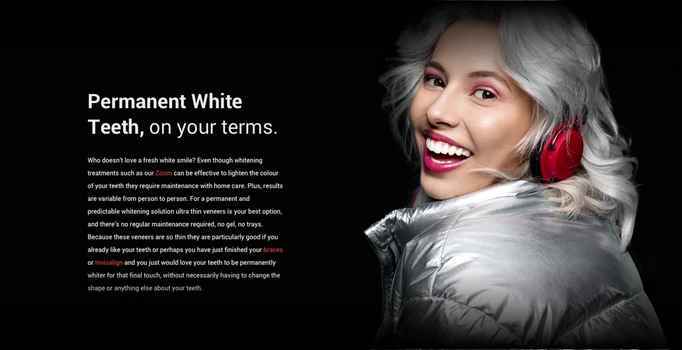 Permanent White
Teeth, on your terms.
Who doesn't love a fresh white smile? Even though whitening
treatments such as our Zoom can be effective to lighten the colour
of your teeth they require maintenance with home care. Plus, results
are variable from person to person. For a permanent and
predictable whitening solution ultra thin veneers is your best option,
and there's no regular maintenance required, no gel, no trays.
Because these veneers are so thin they are particularly good if you
already like your teeth or perhaps you have just finished your braces
or Invisalign and you just would love your teeth to be permanently
whiter for that final touch, without necessarily having to change the
shape or anything else about your teeth.